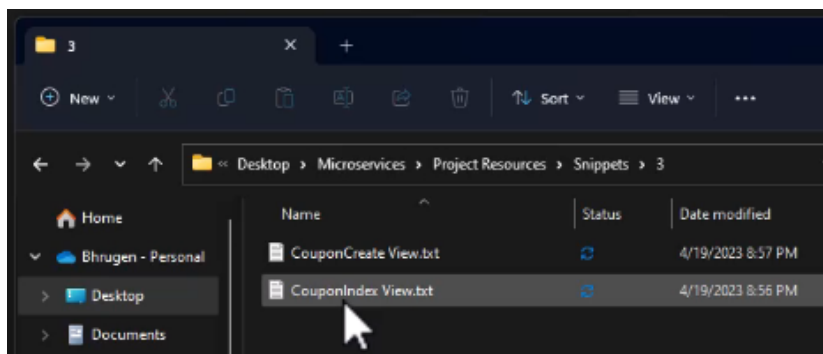 3
New Sort View
« Desktop > Microservices > Project Resources > Snippets > 3
Home
Name Status Date modified
Bhrugen - Personal
CouponCreate View.txt 4/19/2023 8:57 PM
Desktop
CouponIndex View.txt 4/19/2023 8:56 PM
Documents